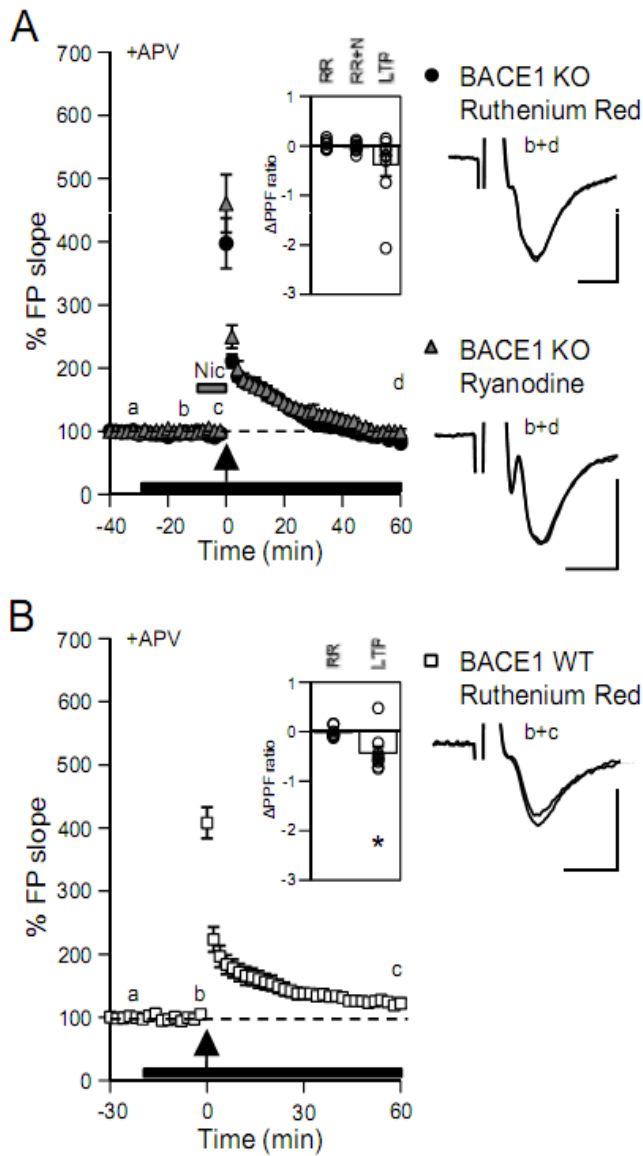 A
+APV
700
600
500
400
300
200
100
0
% FP slope
Nic
a
b
c
d
-40
-20
0
20
40
60
Time (min)
RR
RR+N
LTP
1
0
-1
-2
-3
ΔPPF ratio
BACE1 KO
Ruthenium Red
b+d
BACE1 KO
Ryanodine
b+d
B
+APV
700
600
500
400
300
200
100
0
% FP slope
a
b
c
-30
0
30
60
Time (min)
RR
LTP
1
0
-1
-2
-3
ΔPPF ratio
*
BACE1 WT
Ruthenium Red
b+c